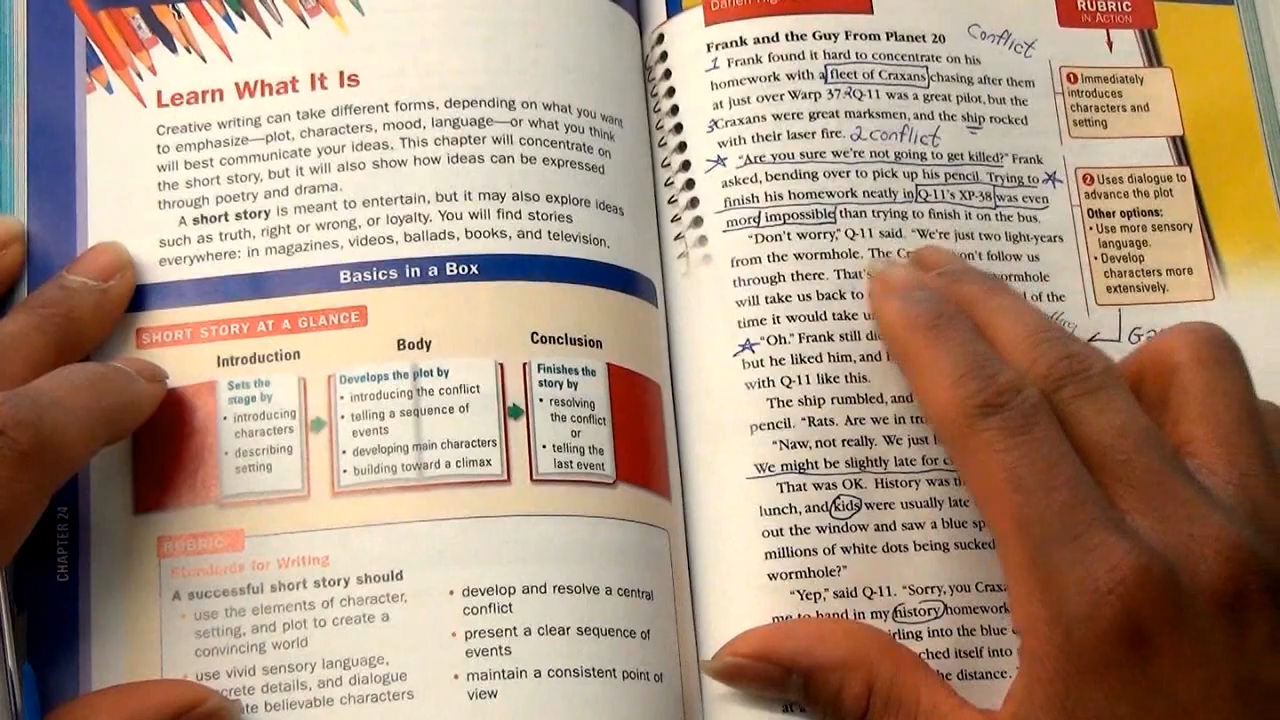 Learn What It Is
Creative writing can take different forms, depending on what you want
to emphasize—plot, characters, mood, language—or what you think
will best communicate your ideas. This chapter will concentrate on
the short story, but it will also show how ideas can be expressed
through poetry and drama.
A short story is meant to entertain, but it may also explore ideas
such as truth, right or wrong, or loyalty. You will find stories
everywhere: in magazines, videos, ballads, books, and television.
Basics in a Box
SHORT STORY AT A GLANCE
Introduction
Sets the
stage by
• introducing
characters
• describing
setting
Body
Develops the plot by
• introducing the conflict
• telling a sequence of
events
• developing main characters
• building toward a climax
Conclusion
Finishes the
story by
• resolving
the conflict
or
• telling the
last event
RUBRIC
Standards for Writing
A successful short story should
• use the elements of character,
setting, and plot to create a
convincing world
• use vivid sensory language,
details, and dialogue
believable characters
• develop and resolve a central
conflict
• present a clear sequence of
events
• maintain a consistent point of
view
CHAPTER 24
Frank and the Guy From Planet 20
Conflict
1 Frank found it hard to concentrate on his
homework with a fleet of Craxans chasing after them
at just over Warp 37. 2 Q-11 was a great pilot, but the
3 Craxans were great marksmen, and the ship rocked
with their laser fire. 2 conflict
"Are you sure we're not going to get killed?" Frank
asked, bending over to pick up his pencil. Trying to
finish his homework neatly in Q-11's XP-38 was even
more impossible than trying to finish it on the bus.
"Don't worry," Q-11 said. "We're just two light-years
from the wormhole. The won't follow us
through there. That's wormhole
will take us back to of the
time it would take
"Oh." Frank still
but he liked him, and
with Q-11 like this.
The ship rumbled, and
pencil. "Rats. Are we in
"Naw, not really. We just
We might be slightly late for
That was OK. History was
lunch, and kids were usually late
out the window and saw a blue
millions of white dots being sucked
wormhole?"
"Yep," said Q-11. "Sorry, you
me to hand in my history homework
into the blue
itself into
the distance.
RUBRIC
IN ACTION
1 Immediately
introduces
characters and
setting
2 Uses dialogue to
advance the plot
Other options:
• Use more sensory
language.
• Develop
characters more
extensively.